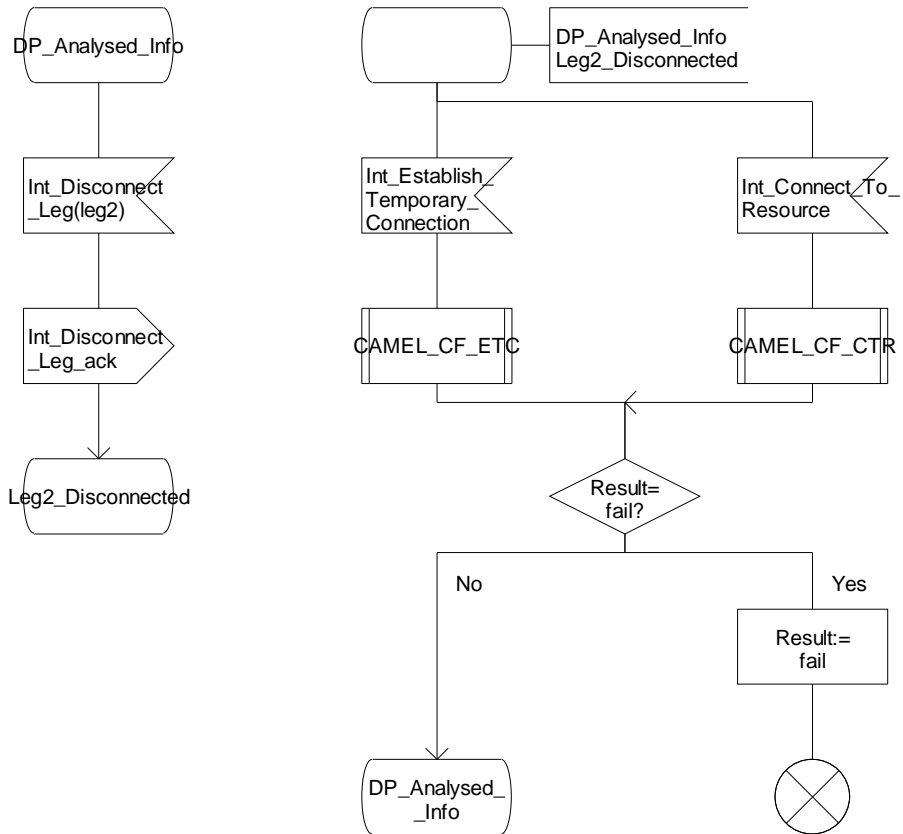 DP_Analysed_Info
DP_Analysed_Info
Leg2_Disconnected
Int_Disconnect
_Leg(leg2)
Int_Establish_
Temporary_
Connection
Int_Connect_To_
Resource
Int_Disconnect
_Leg_ack
CAMEL_CF_ETC
CAMEL_CF_CTR
Leg2_Disconnected
Result=
fail?
No
Yes
Result:=
fail
DP_Analysed_
_Info